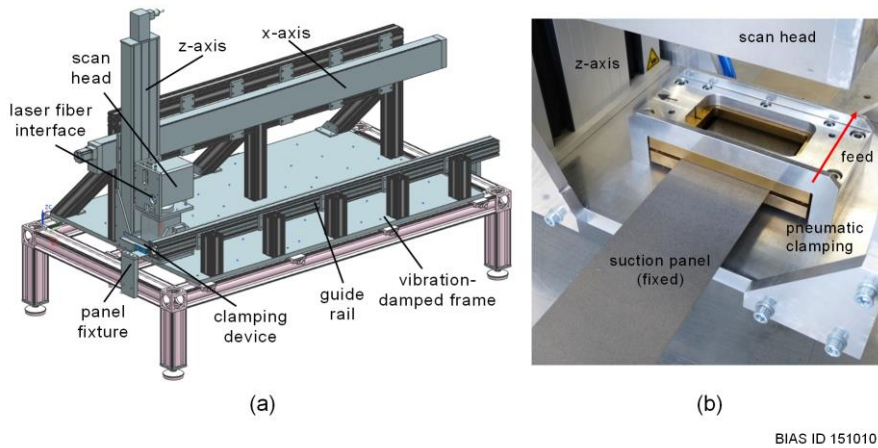 x-axis
z-axis
scan
head
laser fiber
interface
panel
fixture
clamping
device
guide
rail
vibration-
damped frame
(a)
scan head
z-axis
feed
pneumatic
clamping
suction panel
(fixed)
(b)
BIAS ID 151010